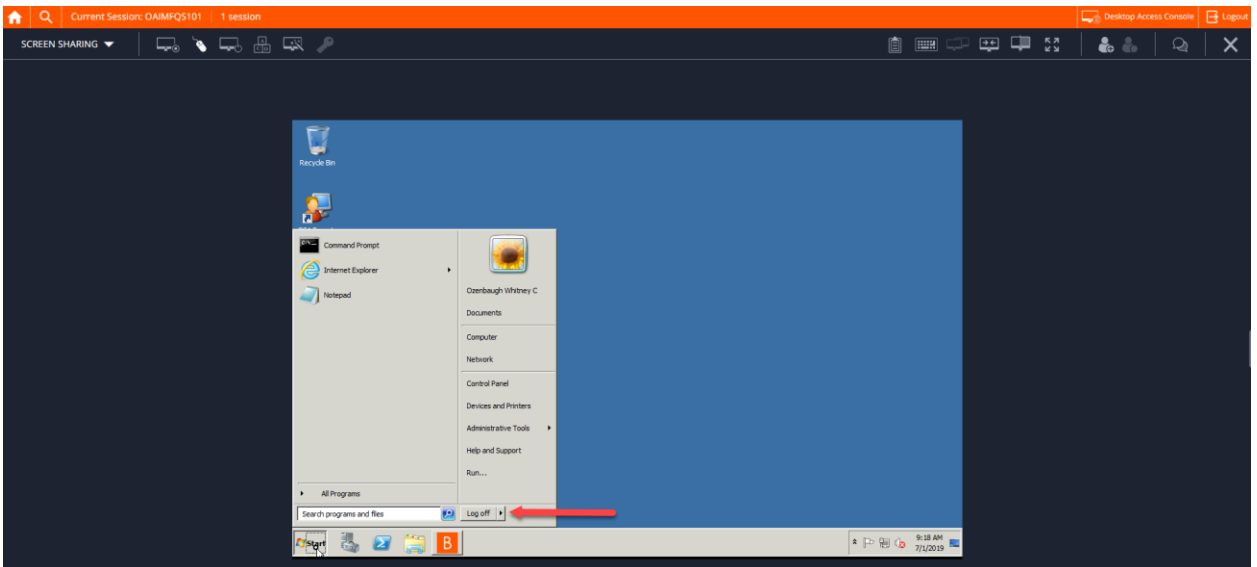 Current Session: OAIMFQS101 1 session
Desktop Access Console Logout
SCREEN SHARING
Recycle Bin
Command Prompt
Internet Explorer
Notepad
Ozenbaugh Whitney C
Documents
Computer
Network
Control Panel
Devices and Printers
Administrative Tools
Help and Support
Run...
All Programs
Search programs and files
Log off
Start
B
9:18 AM
7/1/2019